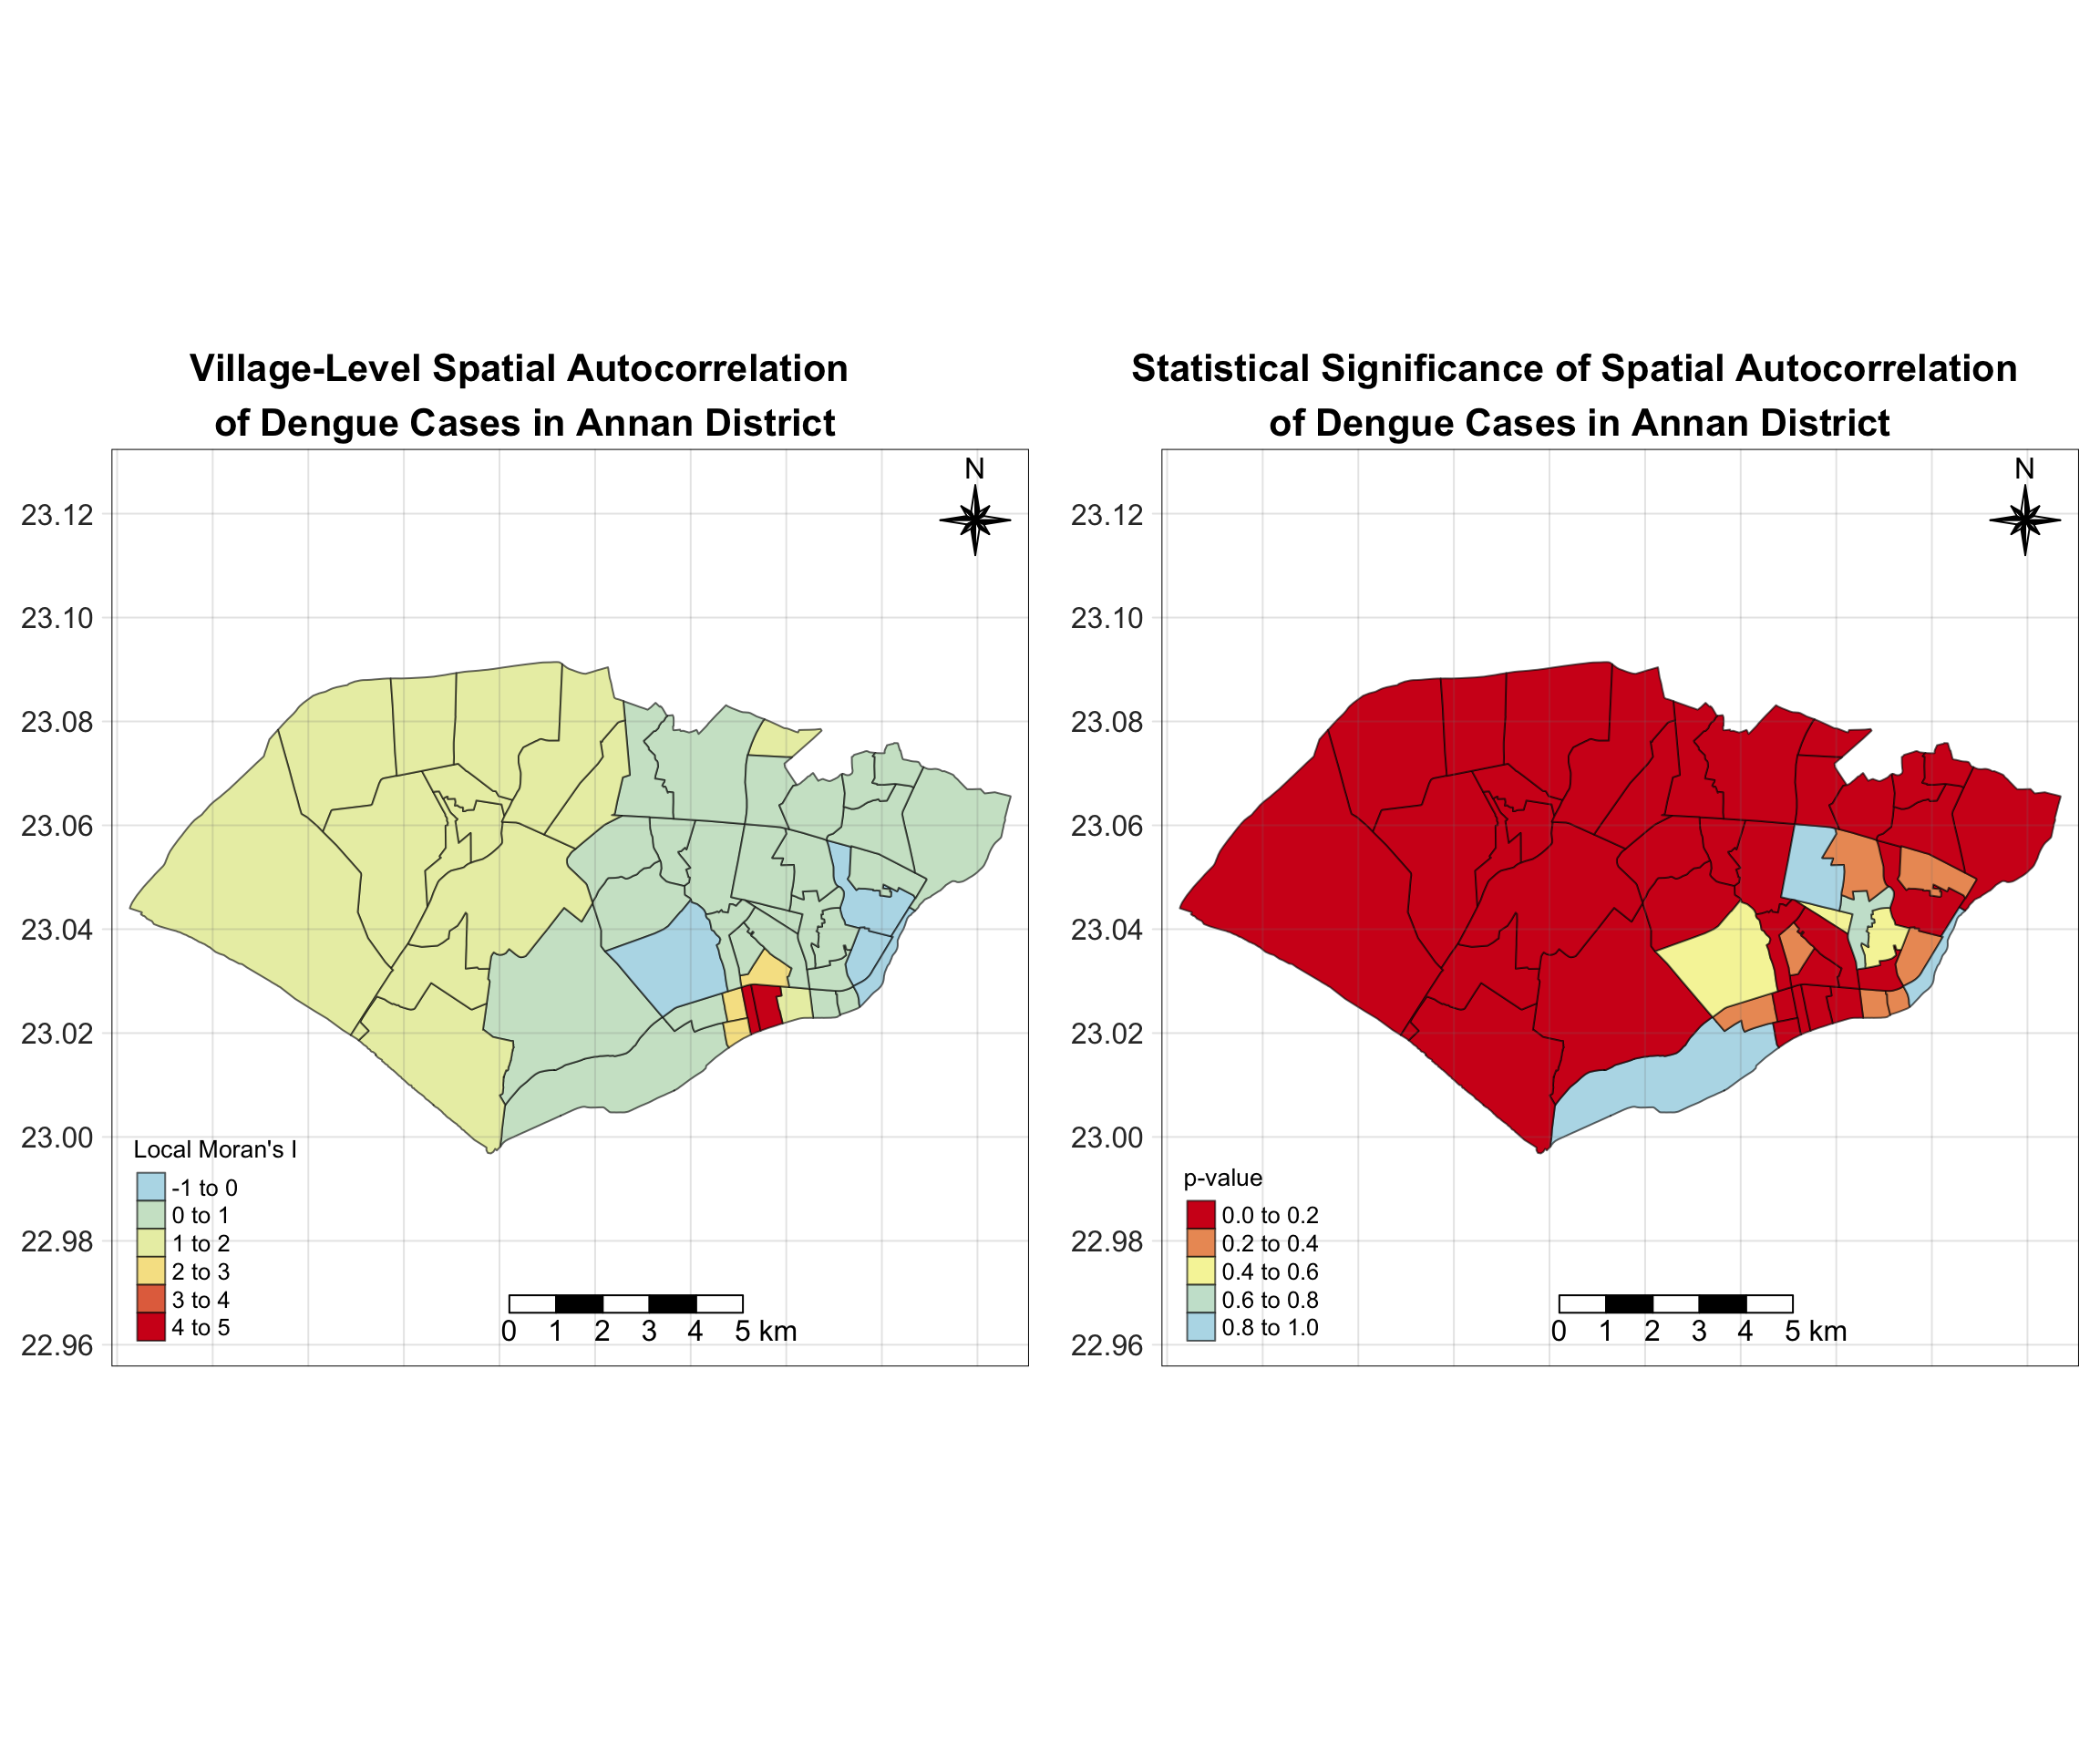 Village-Level Spatial Autocorrelation
of Dengue Cases in Annan District
N
23.12
23.10
23.08
23.06
23.04
23.02
23.00
22.98
22.96
Local Moran's I
-1 to 0
0 to 1
1 to 2
2 to 3
3 to 4
4 to 5
0 1 2 3 4 5 km
Statistical Significance of Spatial Autocorrelation
of Dengue Cases in Annan District
N
23.12
23.10
23.08
23.06
23.04
23.02
23.00
22.98
22.96
p-value
0.0 to 0.2
0.2 to 0.4
0.4 to 0.6
0.6 to 0.8
0.8 to 1.0
0 1 2 3 4 5 km